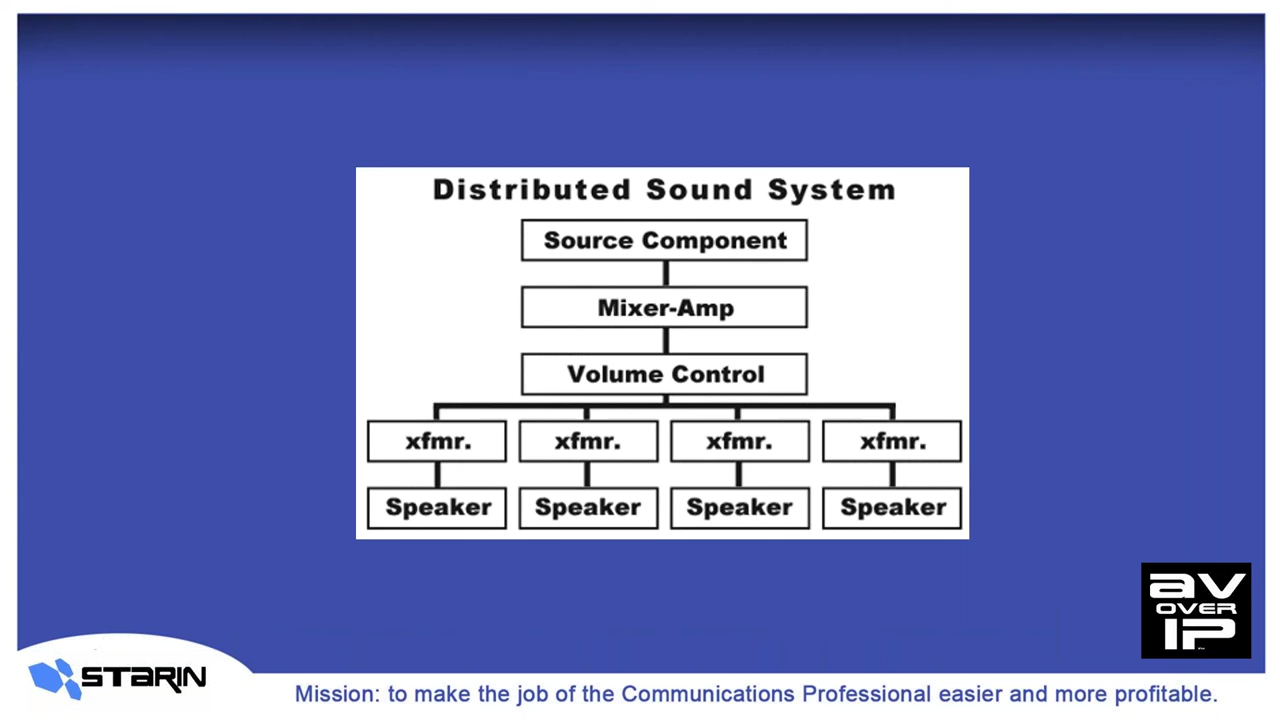 Distributed Sound System
Source Component
Mixer-Amp
Volume Control
xfmr. xfmr. xfmr. xfmr.
Speaker Speaker Speaker Speaker
av
OVER
IP
STARIN
Mission: to make the job of the Communications Professional easier and more profitable.